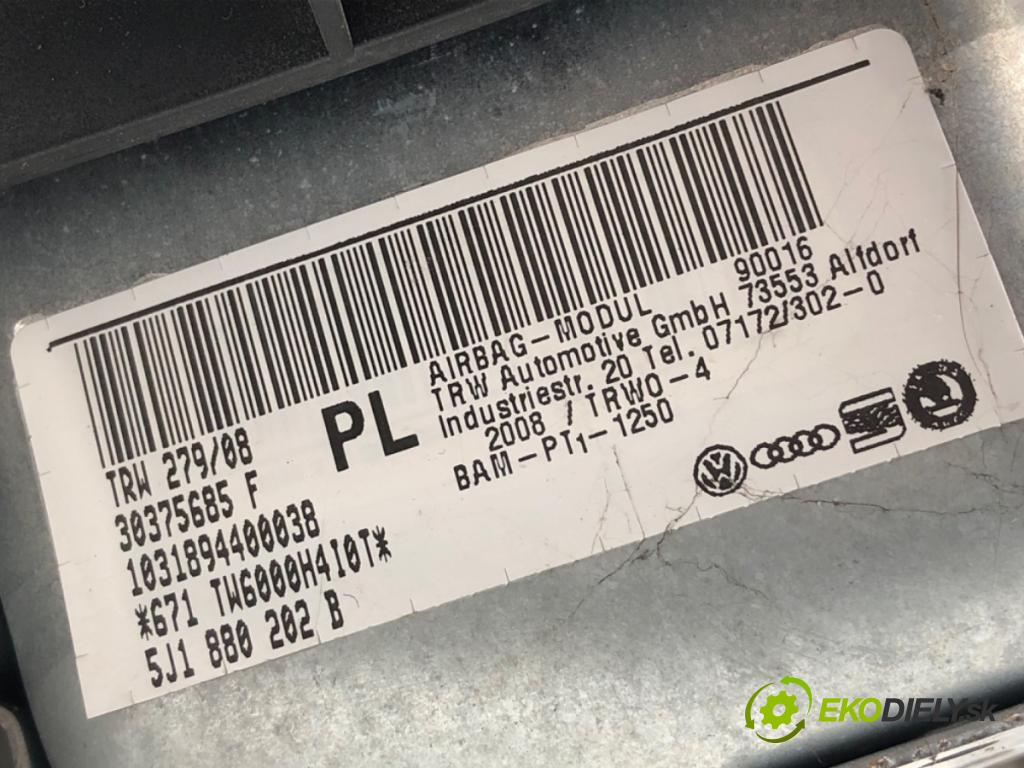 90016
AIRBAG-MODUL
TRW Automotive GmbH 73553 Alfdorf
Industriestr. 20 Tel. 07172/302-0
2008 / TRWO-4
BAM-PT1-1250
PL
TRW 279/08
30375685 F
1031894400038
*671 TW6000H4I0T*
5J1 880 202 B
EKODIELY.sk